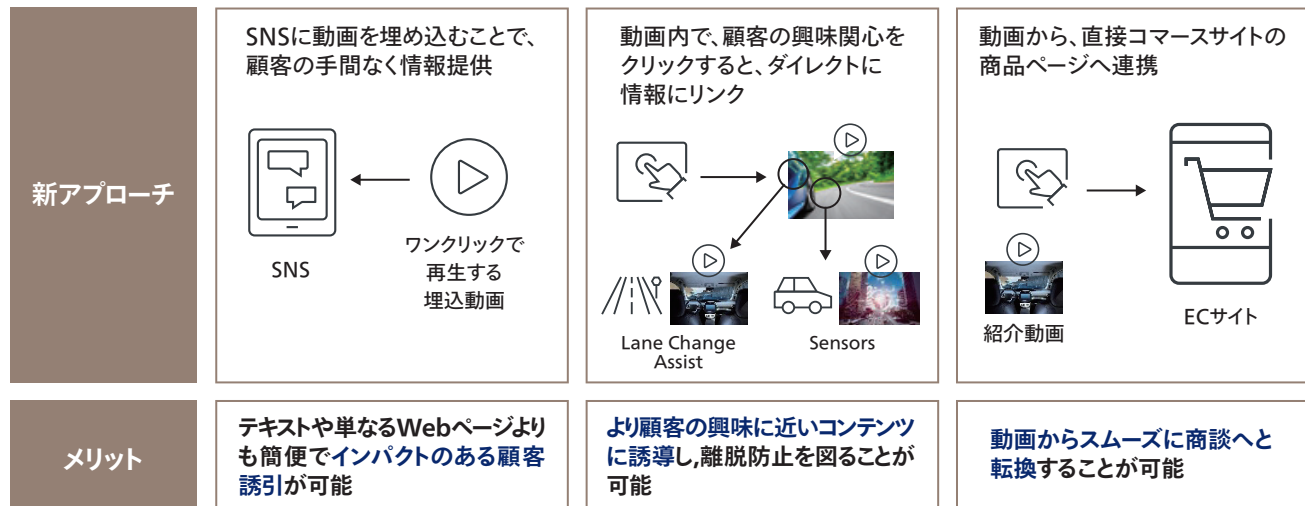 新アプローチ
SNSに動画を埋め込むことで、
顧客の手間なく情報提供
SNS
ワンクリックで
再生する
埋込動画
動画内で、顧客の興味関心を
クリックすると、ダイレクトに
情報にリンク
Lane Change
Assist
Sensors
動画から、直接コマースサイトの
商品ページへ連携
紹介動画
ECサイト
メリット
テキストや単なるWebページより
も簡便でインパクトのある顧客
誘引が可能
より顧客の興味に近いコンテンツ
に誘導し,離脱防止を図ることが
可能
動画からスムーズに商談へと
転換することが可能